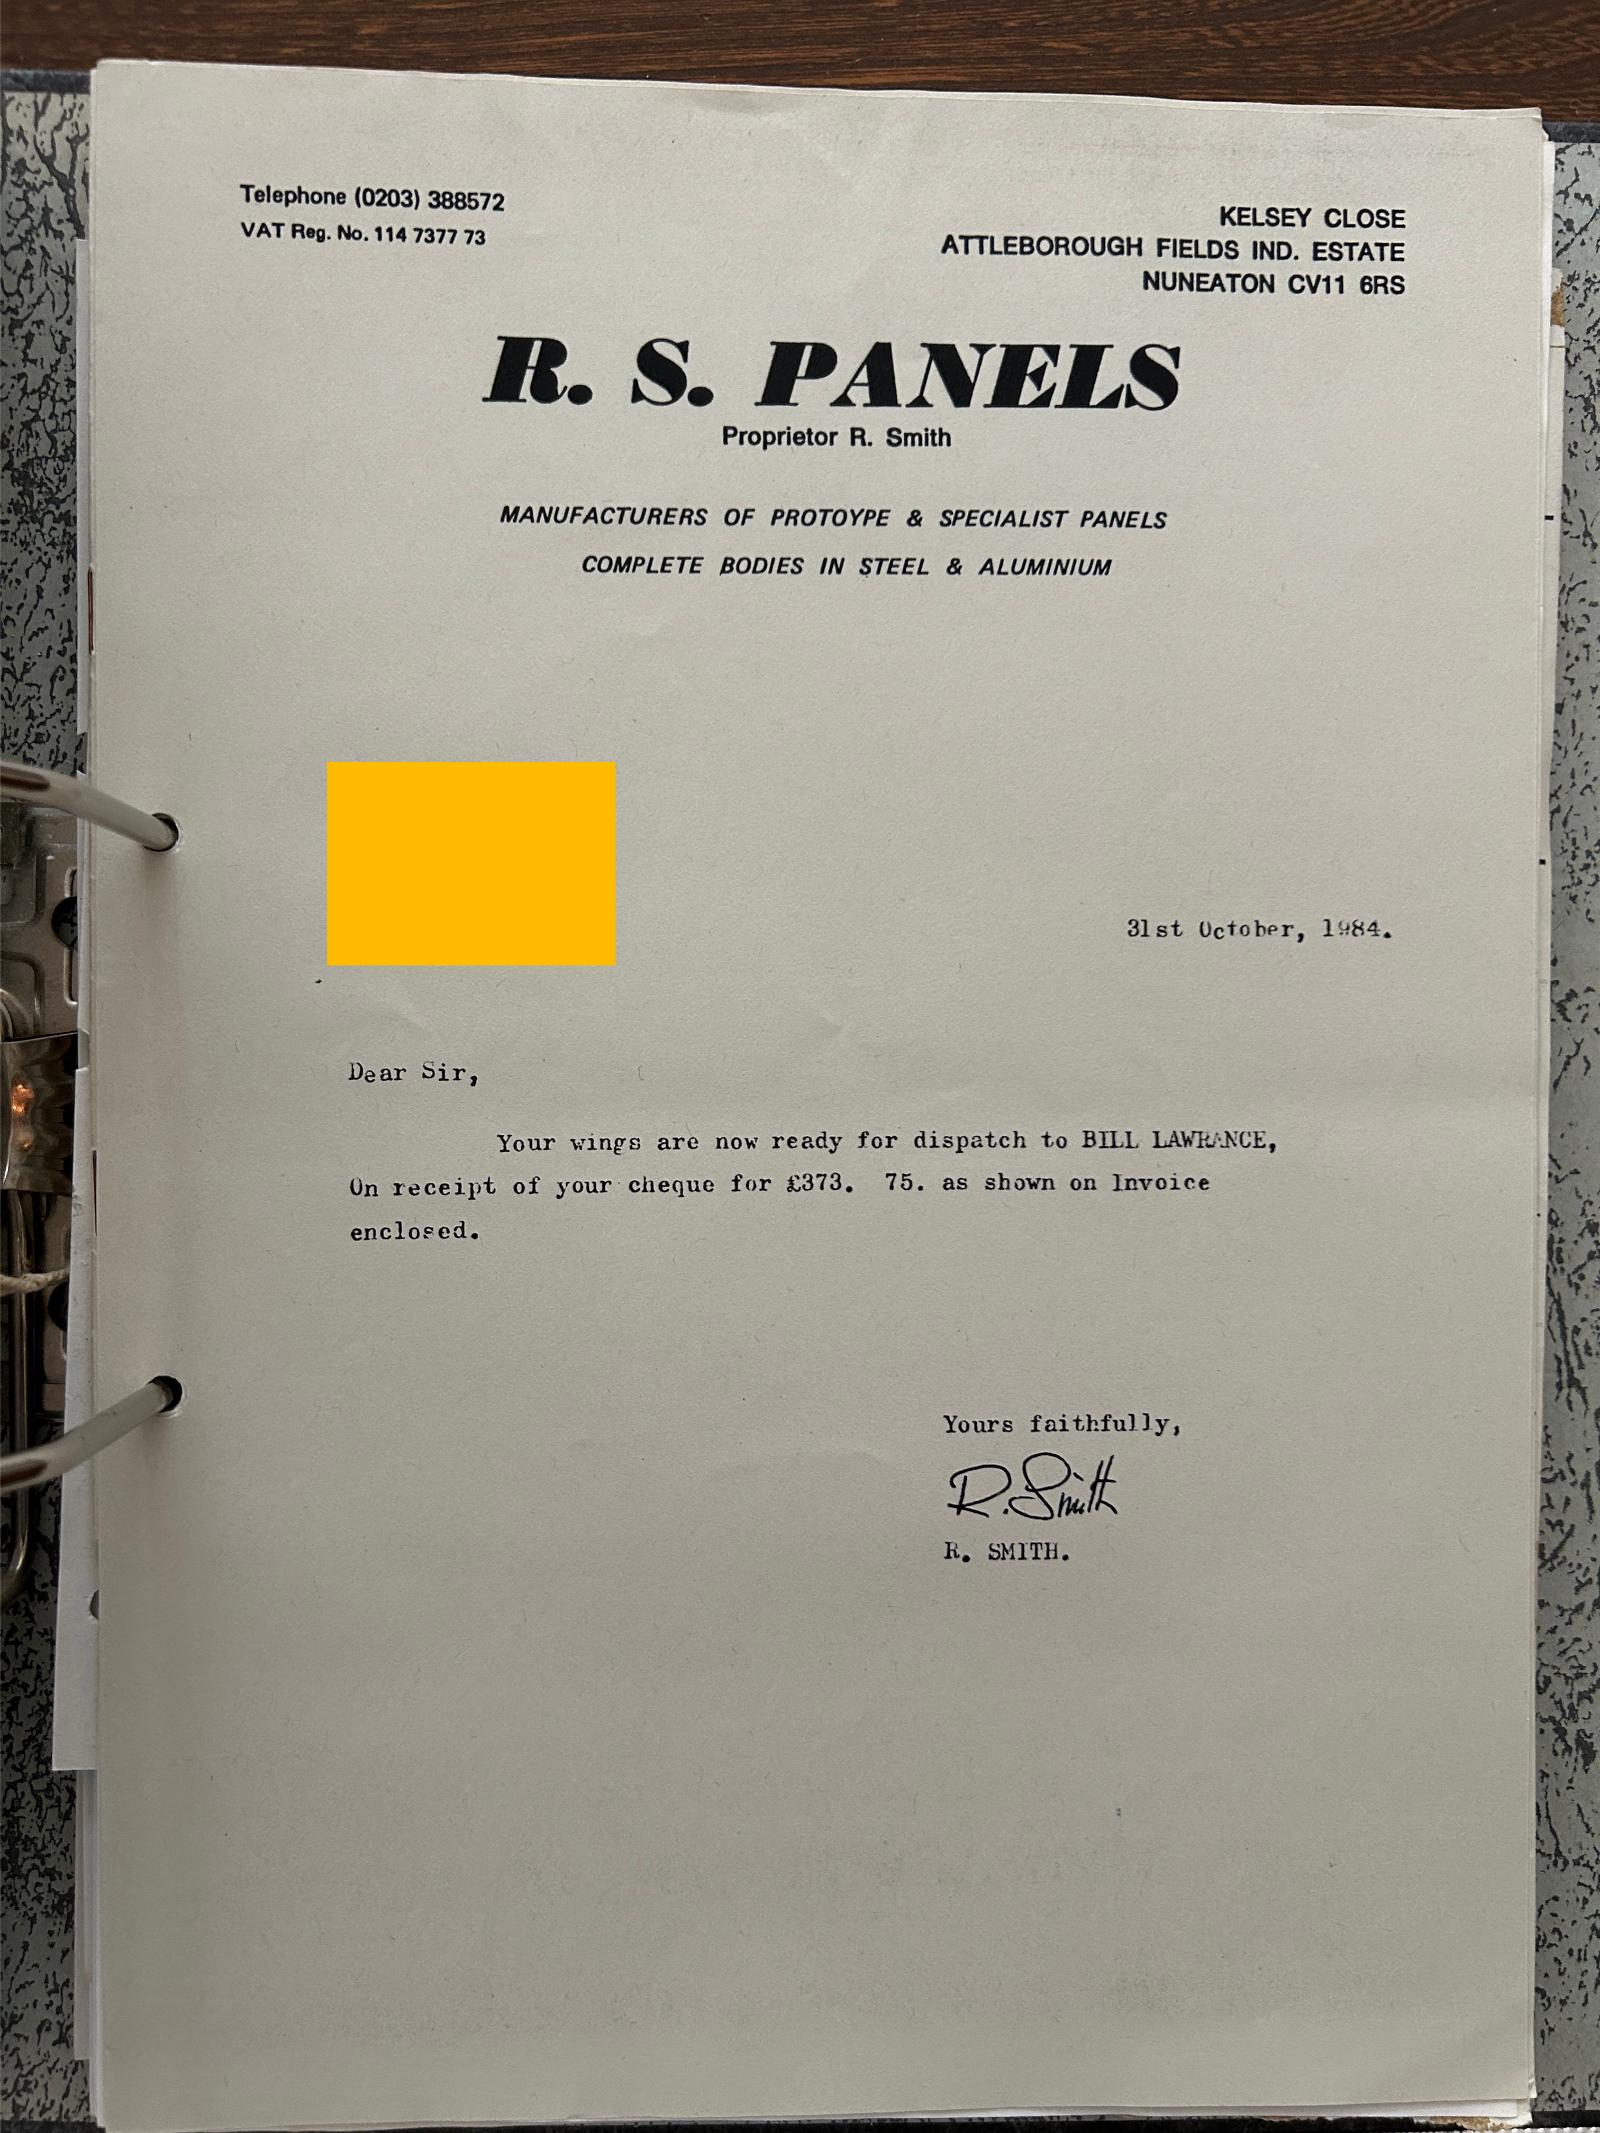 Telephone (0203) 388572
VAT Reg. No. 114 7377 73
KELSEY CLOSE
ATTLEBOROUGH FIELDS IND. ESTATE
NUNEATON CV11 6RS
R. S. PANELS
Proprietor R. Smith
MANUFACTURERS OF PROTOYPE & SPECIALIST PANELS
COMPLETE BODIES IN STEEL & ALUMINIUM
31st October, 1984.
Dear Sir,
Your wings are now ready for dispatch to BILL LAWRANCE,
On receipt of your cheque for £373. 75. as shown on Invoice
enclosed.
Yours faithfully,
R. Smith
R. SMITH.